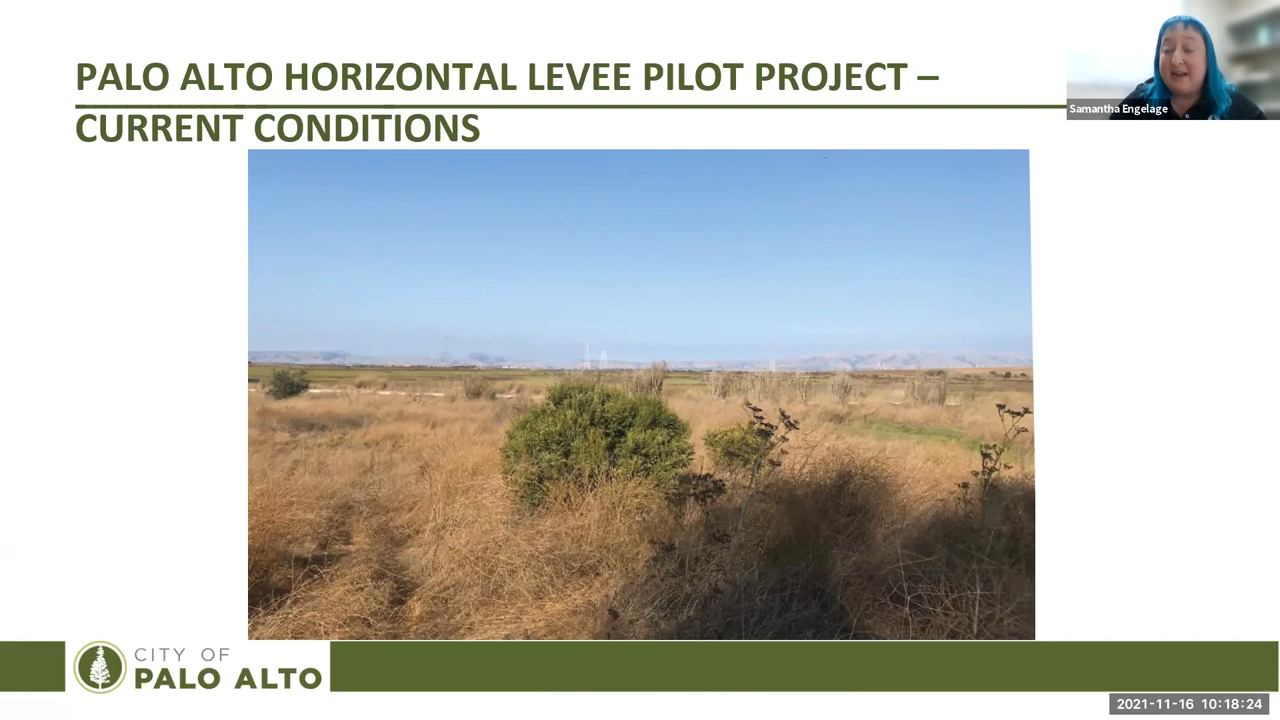 PALO ALTO HORIZONTAL LEVEE PILOT PROJECT –
CURRENT CONDITIONS
Samantha Engelage
CITY OF
PALO ALTO
2021-11-16 10:18:24